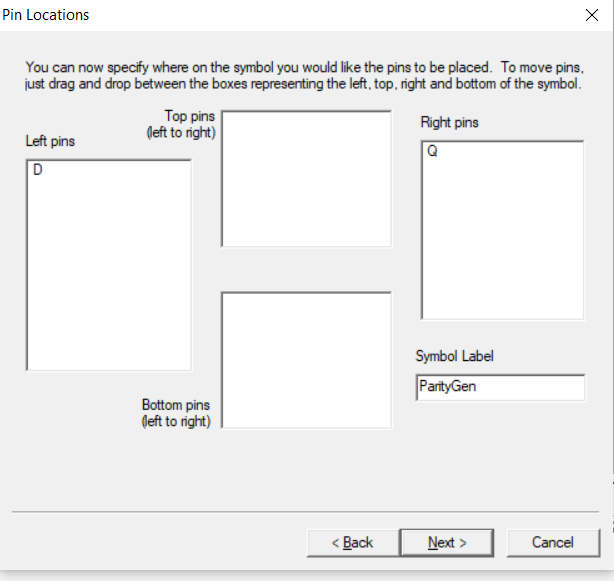 Pin Locations
You can now specify where on the symbol you would like the pins to be placed. To move pins,
just drag and drop between the boxes representing the left, top, right and bottom of the symbol.
Top pins
(left to right)
Right pins
Left pins
D
Q
Symbol Label
ParityGen
Bottom pins
(left to right)
< Back
Next >
Cancel